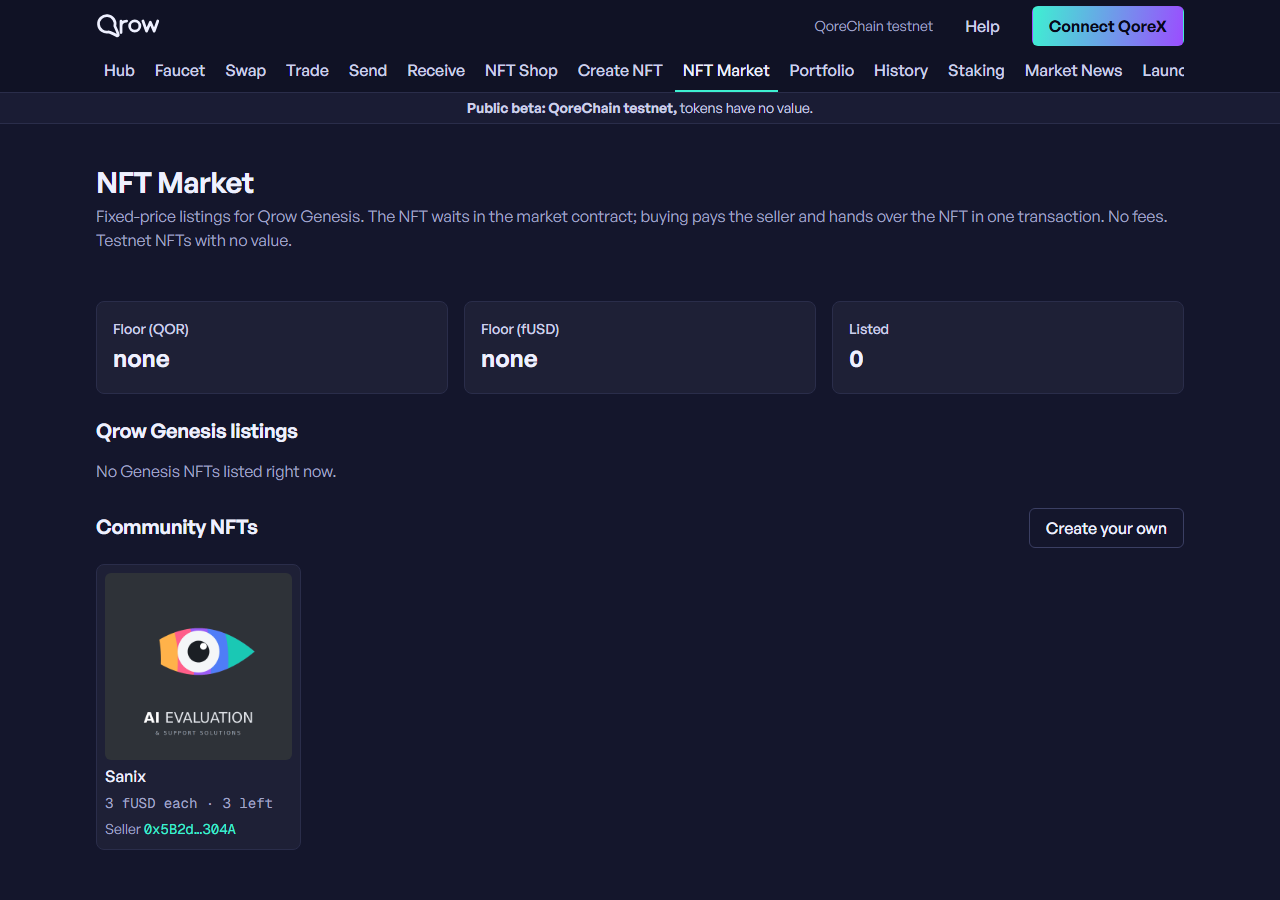 Qrow
QoreChain testnet
Help
Connect QoreX
Hub
Faucet
Swap
Trade
Send
Receive
NFT Shop
Create NFT
NFT Market
Portfolio
History
Staking
Market News
Public beta: QoreChain testnet, tokens have no value.
NFT Market
Fixed-price listings for Qrow Genesis. The NFT waits in the market contract; buying pays the seller and hands over the NFT in one transaction. No fees.
Testnet NFTs with no value.
Floor (QOR)
none
Floor (fUSD)
none
Listed
0
Qrow Genesis listings
No Genesis NFTs listed right now.
Community NFTs
Create your own
AI EVALUATION
& SUPPORT SOLUTIONS
Sanix
3 fUSD each · 3 left
Seller 0x5B2d…304A